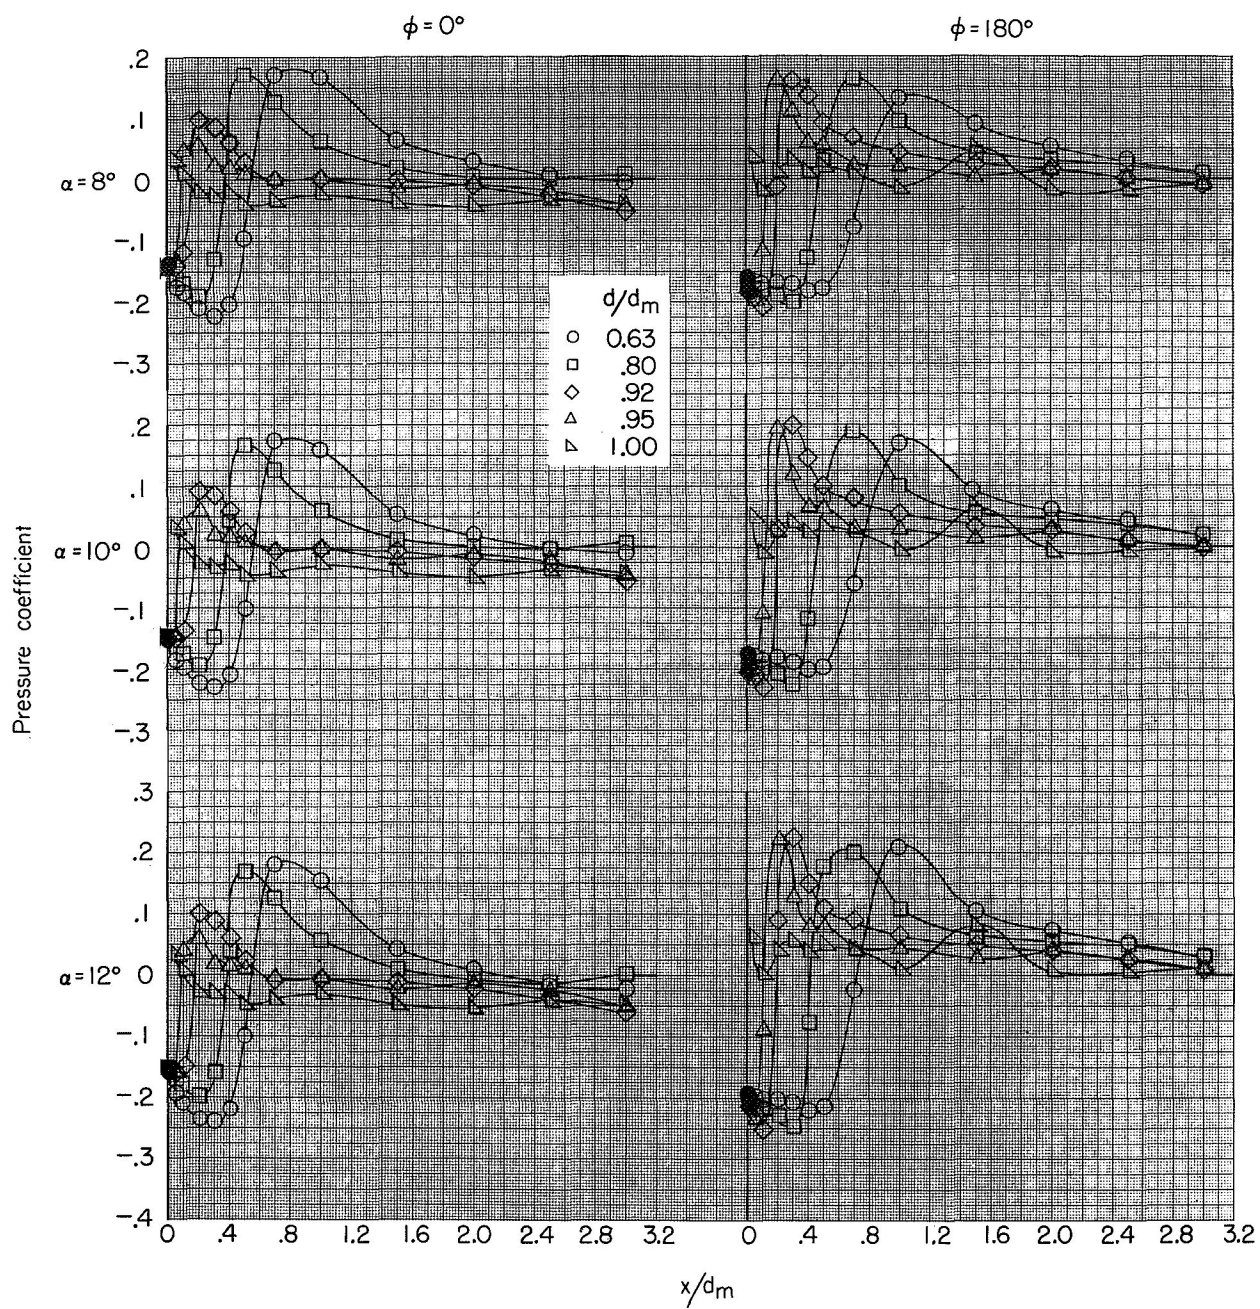 ϕ = 0°
ϕ = 180°
.2
.1
α = 8° 0
-.1
-.2
-.3
d/dm
0.63
.80
.92
.95
1.00
.2
.1
α = 10° 0
-.1
-.2
-.3
.3
.2
.1
α = 12° 0
-.1
-.2
-.3
-.4
Pressure coefficient
0 .4 .8 1.2 1.6 2.0 2.4 2.8 3.2
0 .4 .8 1.2 1.6 2.0 2.4 2.8 3.2
x/dm